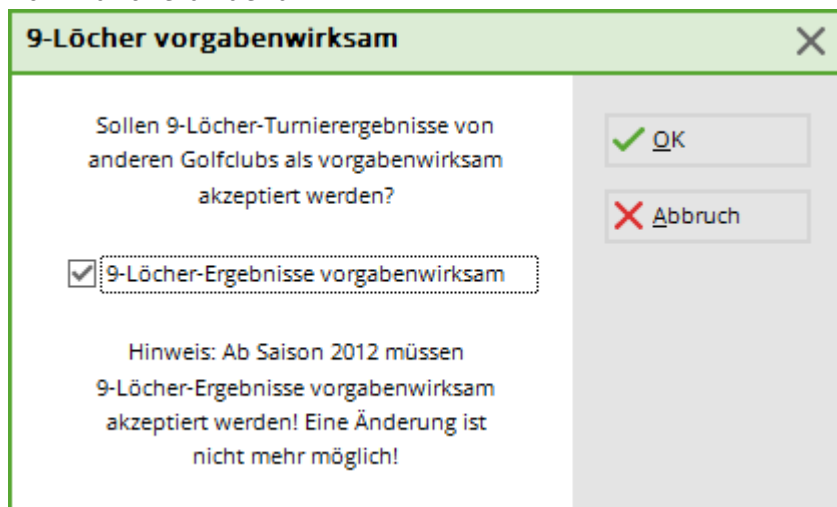 9-Löcher vorgabenwirksam
Sollen 9-Löcher-Turnierergebnisse von
anderen Golfclubs als vorgabenwirksam
akzeptiert werden?
9-Löcher-Ergebnisse vorgabenwirksam
Hinweis: Ab Saison 2012 müssen
9-Löcher-Ergebnisse vorgabenwirksam
akzeptiert werden! Eine Änderung ist
nicht mehr möglich!
OK
Abbruch